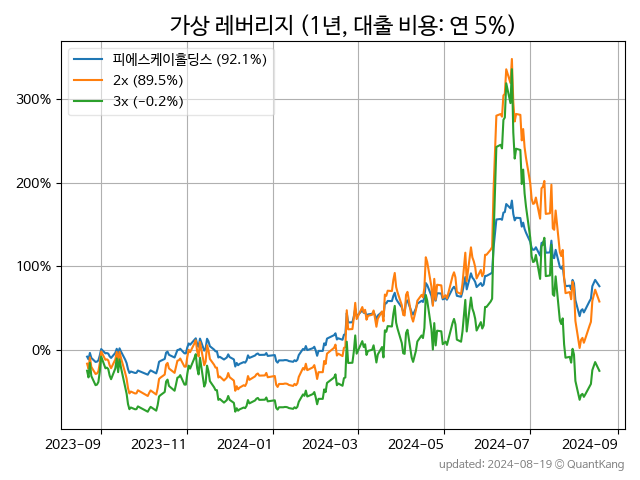 가상 레버리지 (1년, 대출 비용: 연 5%)
피에스케이홀딩스 (92.1%)
2x (89.5%)
3x (-0.2%)
300%
200%
100%
0%
2023-09 2023-11 2024-01 2024-03 2024-05 2024-07 2024-09
updated: 2024-08-19 © QuantKang